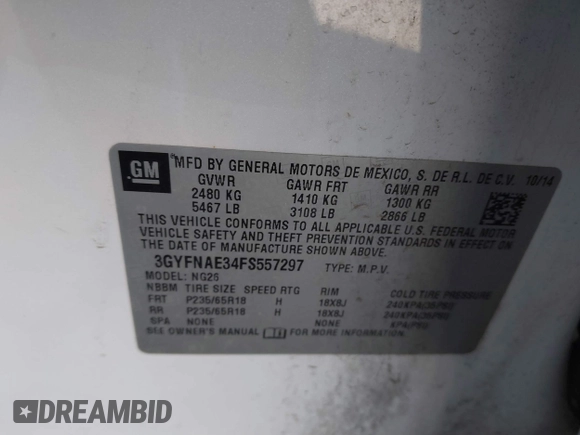 GM
MFD BY GENERAL MOTORS DE MEXICO, S. DE R.L. DE C.V. 10/14
GVWR GAWR FRT GAWR RR
2480 KG 1410 KG 1300 KG
5467 LB 3108 LB 2866 LB
THIS VEHICLE CONFORMS TO ALL APPLICABLE U.S. FEDERAL MOTOR
VEHICLE SAFETY AND THEFT PREVENTION STANDARDS IN EFFECT ON
THE DATE OF MANUFACTURE SHOWN ABOVE.
3GYFNAE34FS557297 TYPE: M.P.V.
MODEL: NG26
NBBM TIRE SIZE SPEED RTG RIM COLD TIRE PRESSURE
FRT P235/65R18 H 18X8J 240KPA(35PSI)
RR P235/65R18 H 18X8J 240KPA(35PSI)
SPA NONE NONE KPA/PSI
SEE OWNER'S MANUAL FOR MORE INFORMATION.
DREAMBID